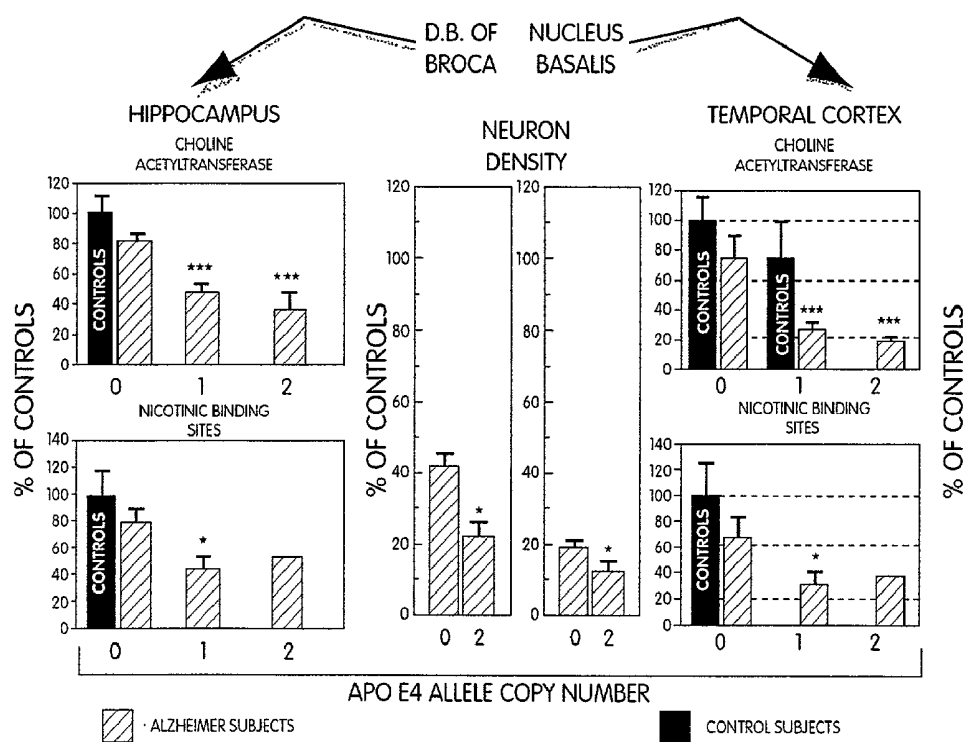 D.B. OF NUCLEUS
BROCA BASALIS
HIPPOCAMPUS
CHOLINE
ACETYLTRANSFERASE
120
100
80
60
40
20
0
CONTROLS
***
***
0 1 2
NICOTINIC BINDING
SITES
140
120
100
80
60
40
20
0
CONTROLS
*
0 1 2
% OF CONTROLS
NEURON
DENSITY
120
100
80
60
40
20
0
*
0 2
120
100
80
60
40
20
0
*
0 2
% OF CONTROLS
TEMPORAL CORTEX
CHOLINE
ACETYLTRANSFERASE
120
100
80
60
40
20
0
CONTROLS
CONTROLS
***
***
0 1 2
NICOTINIC BINDING
SITES
140
120
100
80
60
40
20
0
CONTROLS
*
0 1 2
% OF CONTROLS
APO E4 ALLELE COPY NUMBER
ALZHEIMER SUBJECTS
CONTROL SUBJECTS